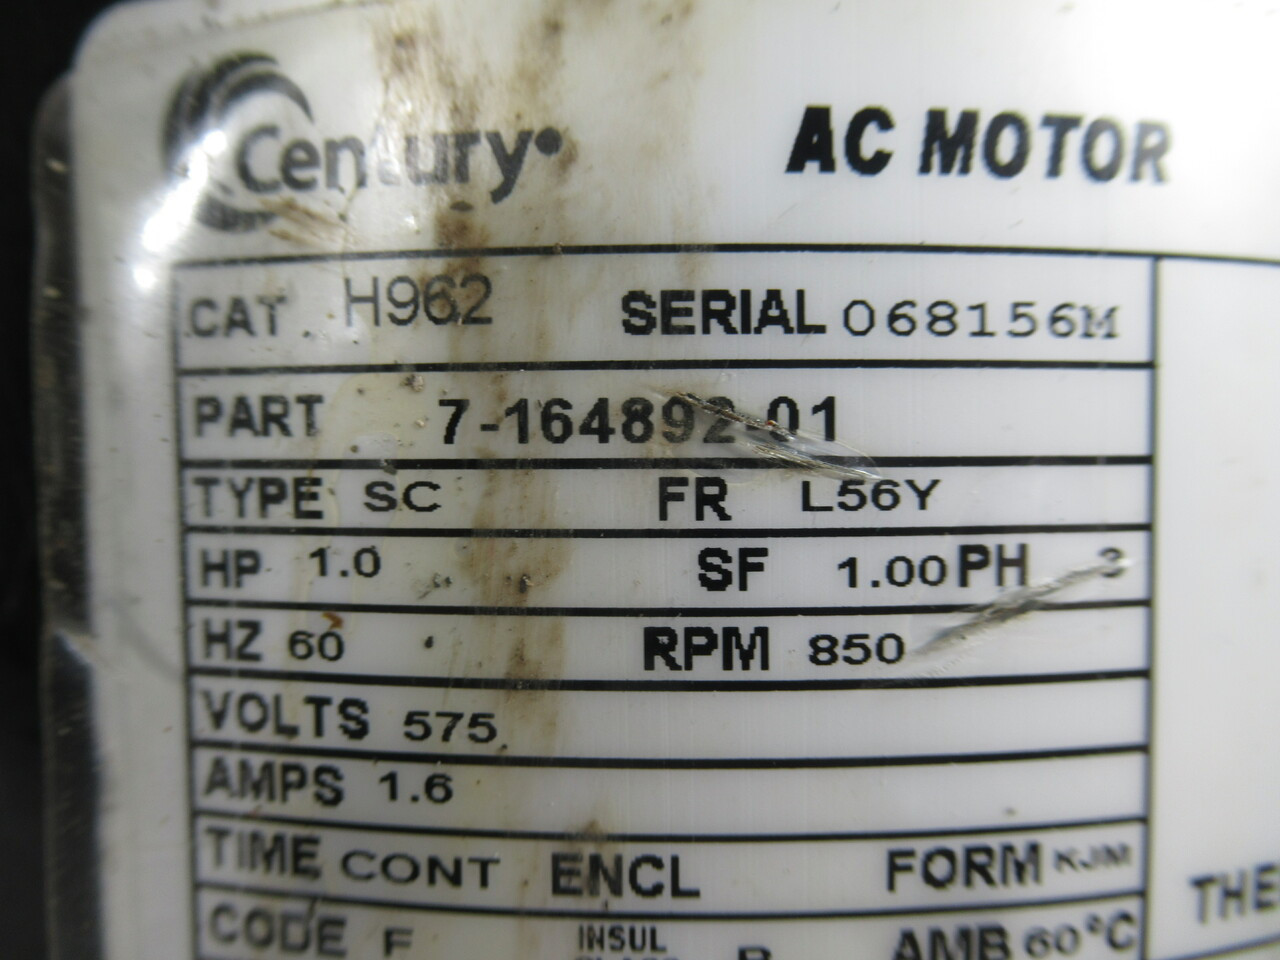 Century
AC MOTOR
CAT H962 SERIAL 068156M
PART 7-164892-01
TYPE SC FR L56Y
HP 1.0 SF 1.00 PH 3
HZ 60 RPM 850
VOLTS 575
AMPS 1.6
TIME CONT ENCL FORM KJM
THE
CODE F INSUL AMB 60°C